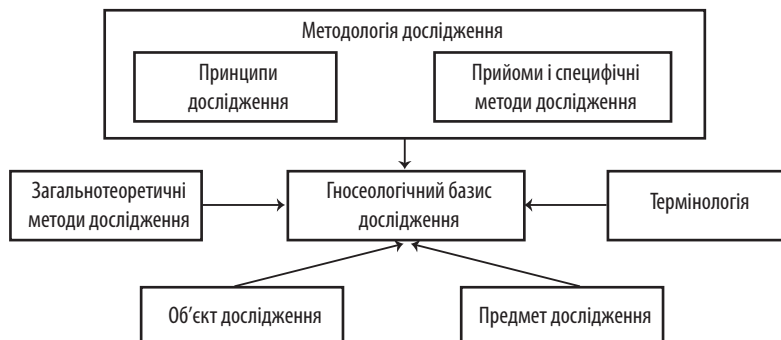 Методологія дослідження
Принципи
дослідження
Прийоми і специфічні
методи дослідження
Загальнотеоретичні
методи дослідження
Гносеологічний базис
дослідження
Термінологія
Об’єкт дослідження
Предмет дослідження